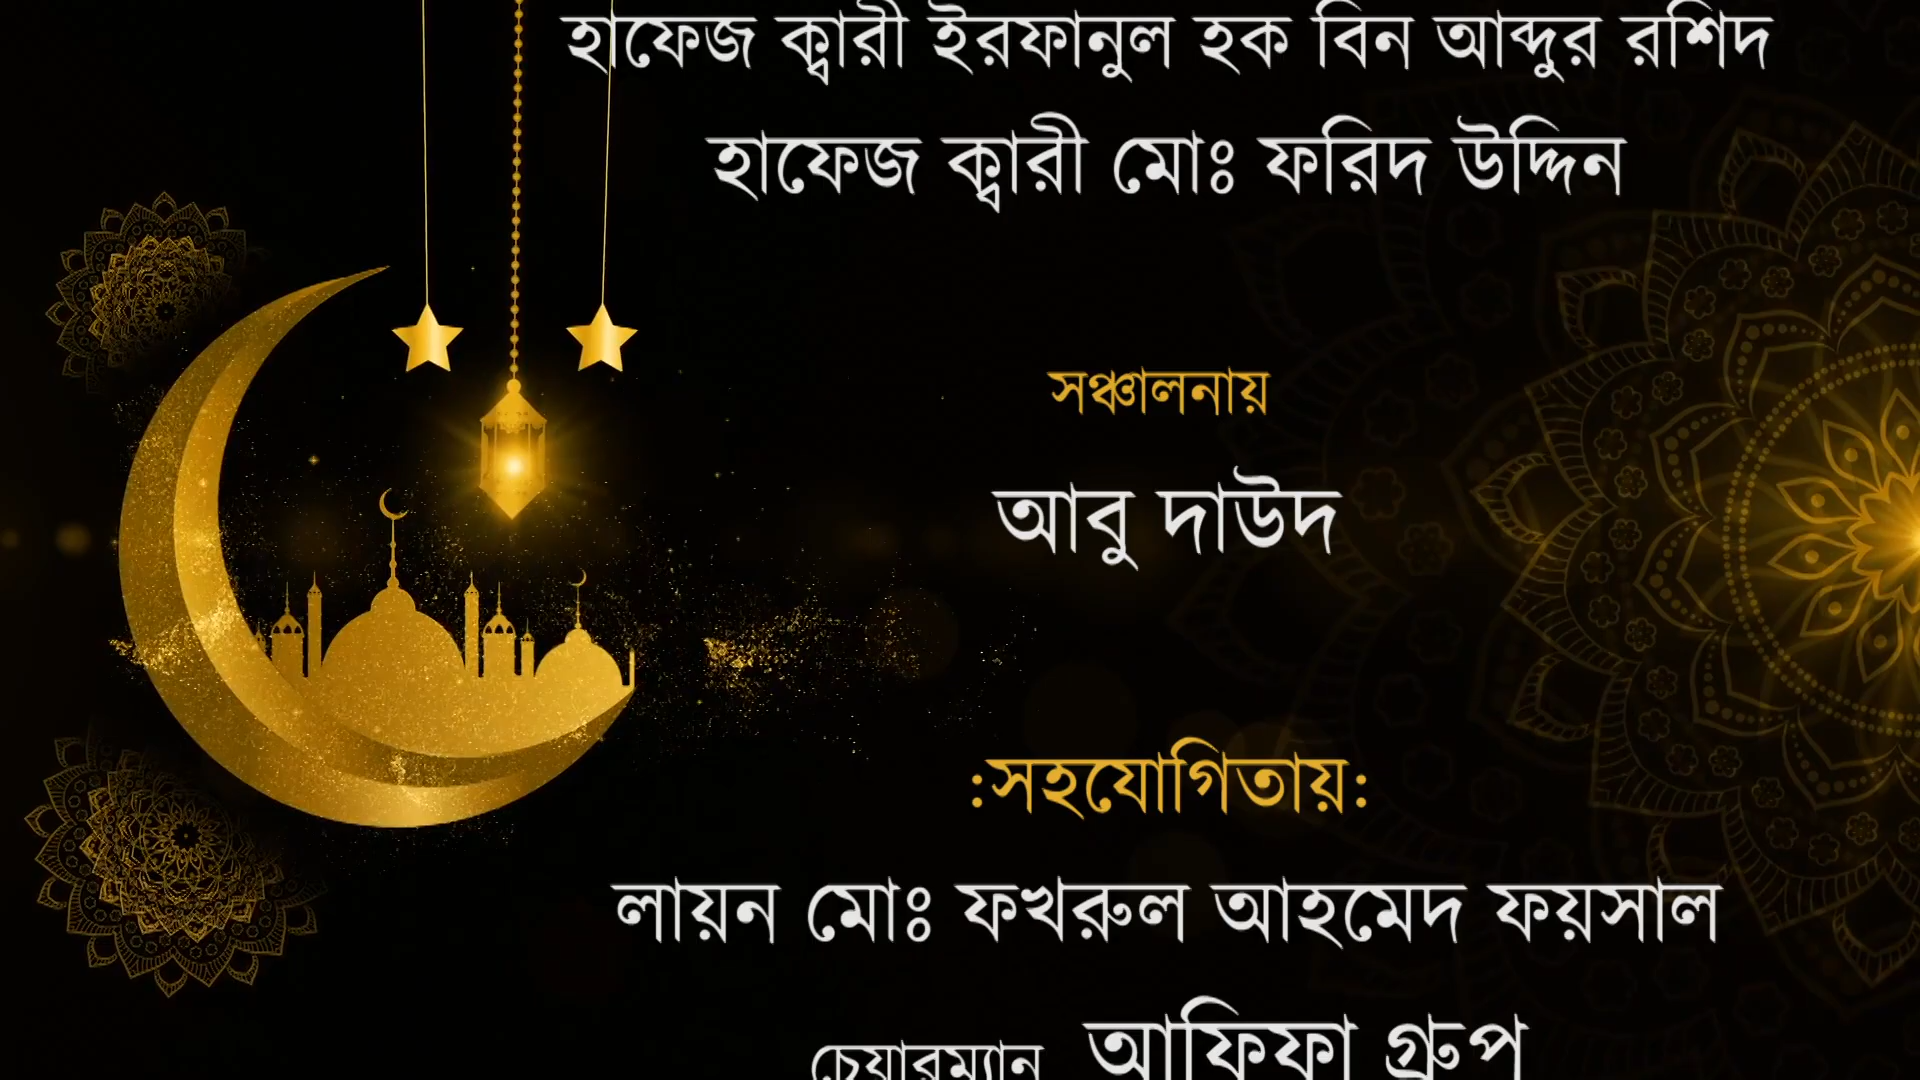 হাফেজ ক্বারী ইরফানুল হক বিন আব্দুর রশিদ
হাফেজ ক্বারী মোঃ ফরিদ উদ্দিন
সঞ্চালনায়
আবু দাউদ
:সহযোগিতায়:
লায়ন মোঃ ফখরুল আহমেদ ফয়সাল
চেয়ারম্যান আফিফা গ্রুপ